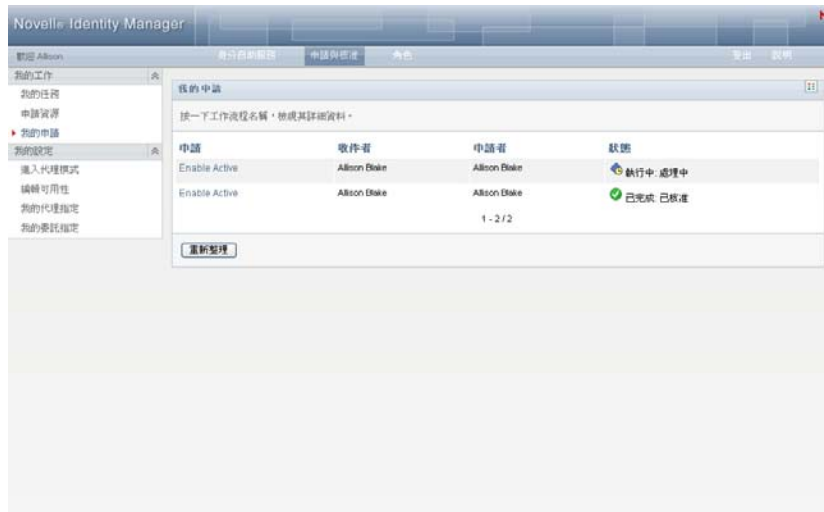 Novell® Identity Manager
歡迎 Allison
身分自助服務 申請與核准 角色 登出 說明
我的工作
我的任務
申請資源
我的申請
我的設定
進入代理模式
編輯可用性
我的代理指定
我的委託指定
我的申請
按一下工作流程名稱，檢視其詳細資料。
申請 收件者 申請者 狀態
Enable Active Allison Blake Allison Blake 執行中: 處理中
Enable Active Allison Blake Allison Blake 已完成: 已核准
1 - 2 / 2
重新整理